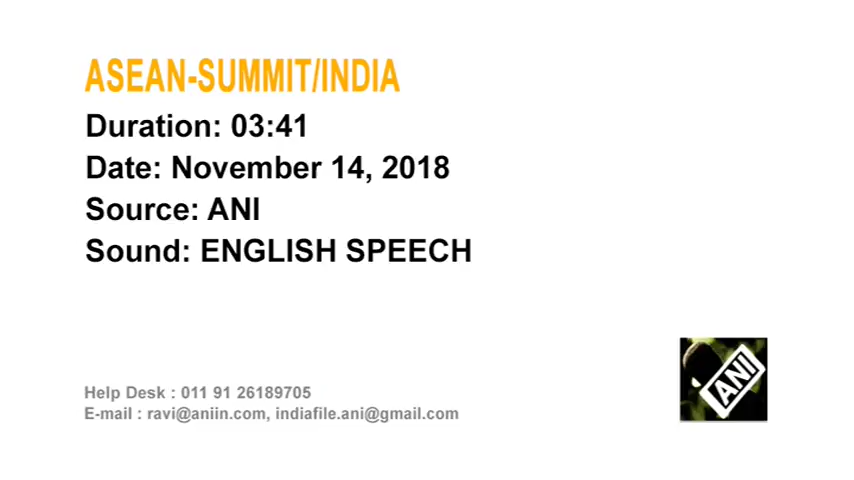 ASEAN-SUMMIT/INDIA
Duration: 03:41
Date: November 14, 2018
Source: ANI
Sound: ENGLISH SPEECH
Help Desk : 011 91 26189705
E-mail : ravi@aniin.com, indiafile.ani@gmail.com
ANI